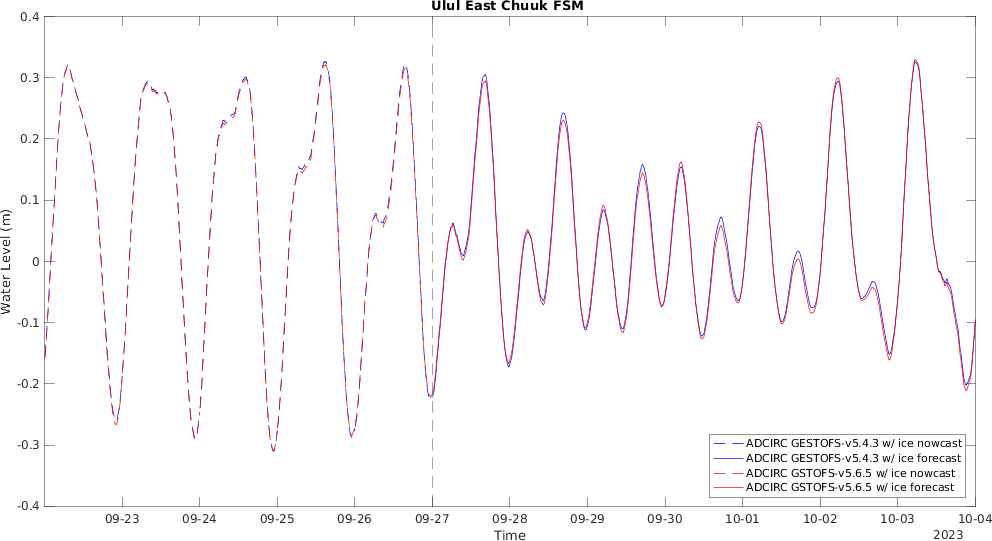 Ulul East Chuuk FSM
0.4
0.3
0.2
0.1
0
-0.1
-0.2
-0.3
-0.4
Water Level (m)
ADCIRC GESTOFS-v5.4.3 w/ ice nowcast
ADCIRC GESTOFS-v5.4.3 w/ ice forecast
ADCIRC GSTOFS-v5.6.5 w/ ice nowcast
ADCIRC GSTOFS-v5.6.5 w/ ice forecast
09-23 09-24 09-25 09-26 09-27 09-28 09-29 09-30 10-01 10-02 10-03 10-04
Time
2023